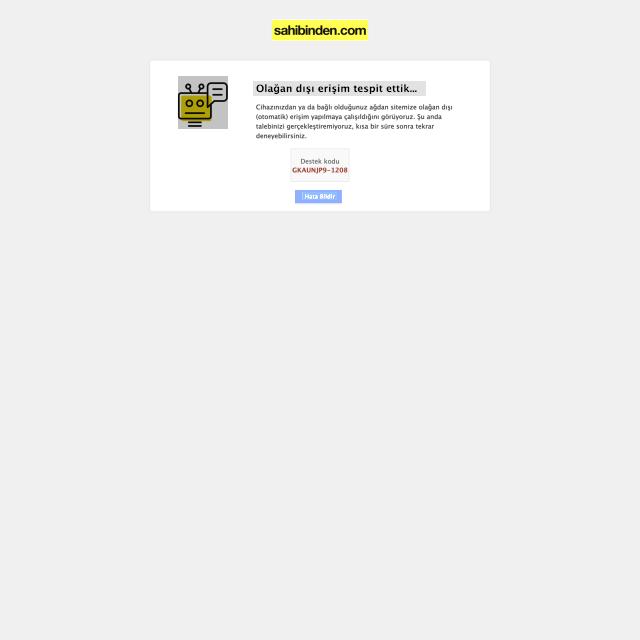 sahibinden.com
Olağan dışı erişim tespit ettik...
Cihazınızdan ya da bağlı olduğunuz ağdan sitemize olağan dışı
(otomatik) erişim yapılmaya çalışıldığını görüyoruz. Şu anda
talebinizi gerçekleştiremiyoruz, kısa bir süre sonra tekrar
deneyebilirsiniz.
Destek kodu
GKAUNJP9-1208
Hata Bildir